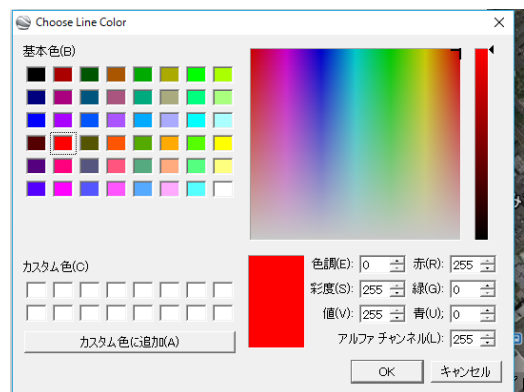 Choose Line Color
基本色(B)
カスタム色(C)
カスタム色に追加(A)
色調(E): 0 赤(R): 255
彩度(S): 255 緑(G): 0
値(V): 255 青(U); 0
アルファ チャンネル(L): 255
OK キャンセル